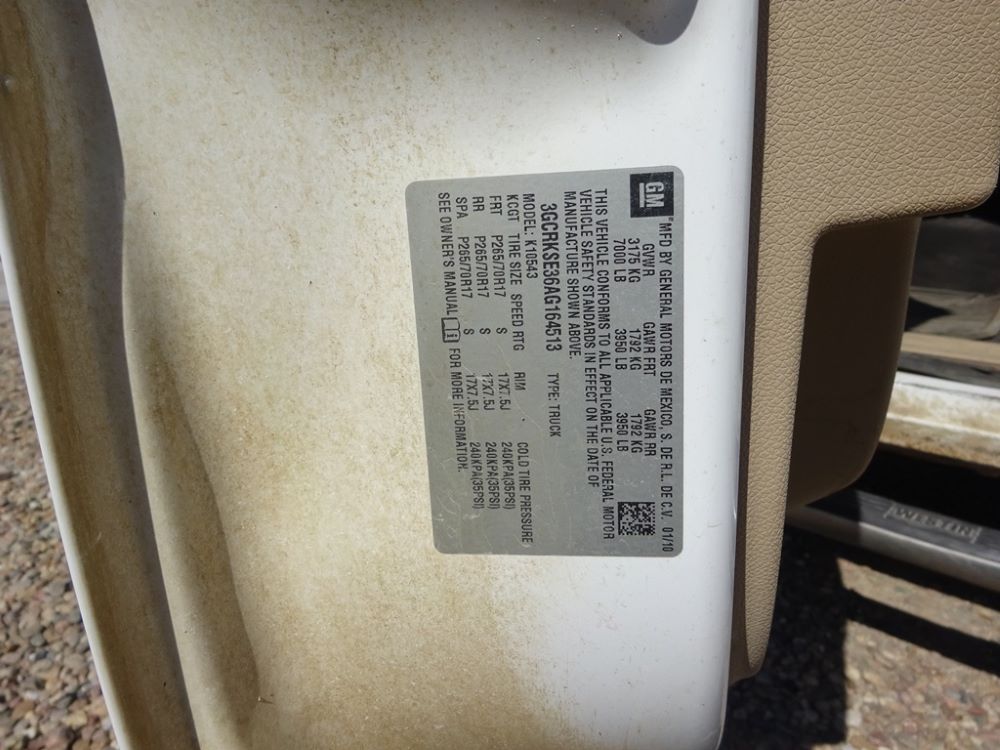 GM
MFD BY GENERAL MOTORS DE MEXICO, S. DE R.L. DE C.V. 01/10
GVWR GAWR FRT GAWR RR
3175 KG 1792 KG 1792 KG
7000 LB 3950 LB 3950 LB
THIS VEHICLE CONFORMS TO ALL APPLICABLE U.S. FEDERAL MOTOR
VEHICLE SAFETY STANDARDS IN EFFECT ON THE DATE OF
MANUFACTURE SHOWN ABOVE.
3GCRKSE36AG164513 TYPE: TRUCK
MODEL: K10543
KCGT TIRE SIZE SPEED RTG RIM COLD TIRE PRESSURE
FRT P265/70R17 S 17X7.5J 240KPA(35PSI)
RR P265/70R17 S 17X7.5J 240KPA(35PSI)
SPA P265/70R17 S 17X7.5J 240KPA(35PSI)
SEE OWNER'S MANUAL FOR MORE INFORMATION.
WESTIN